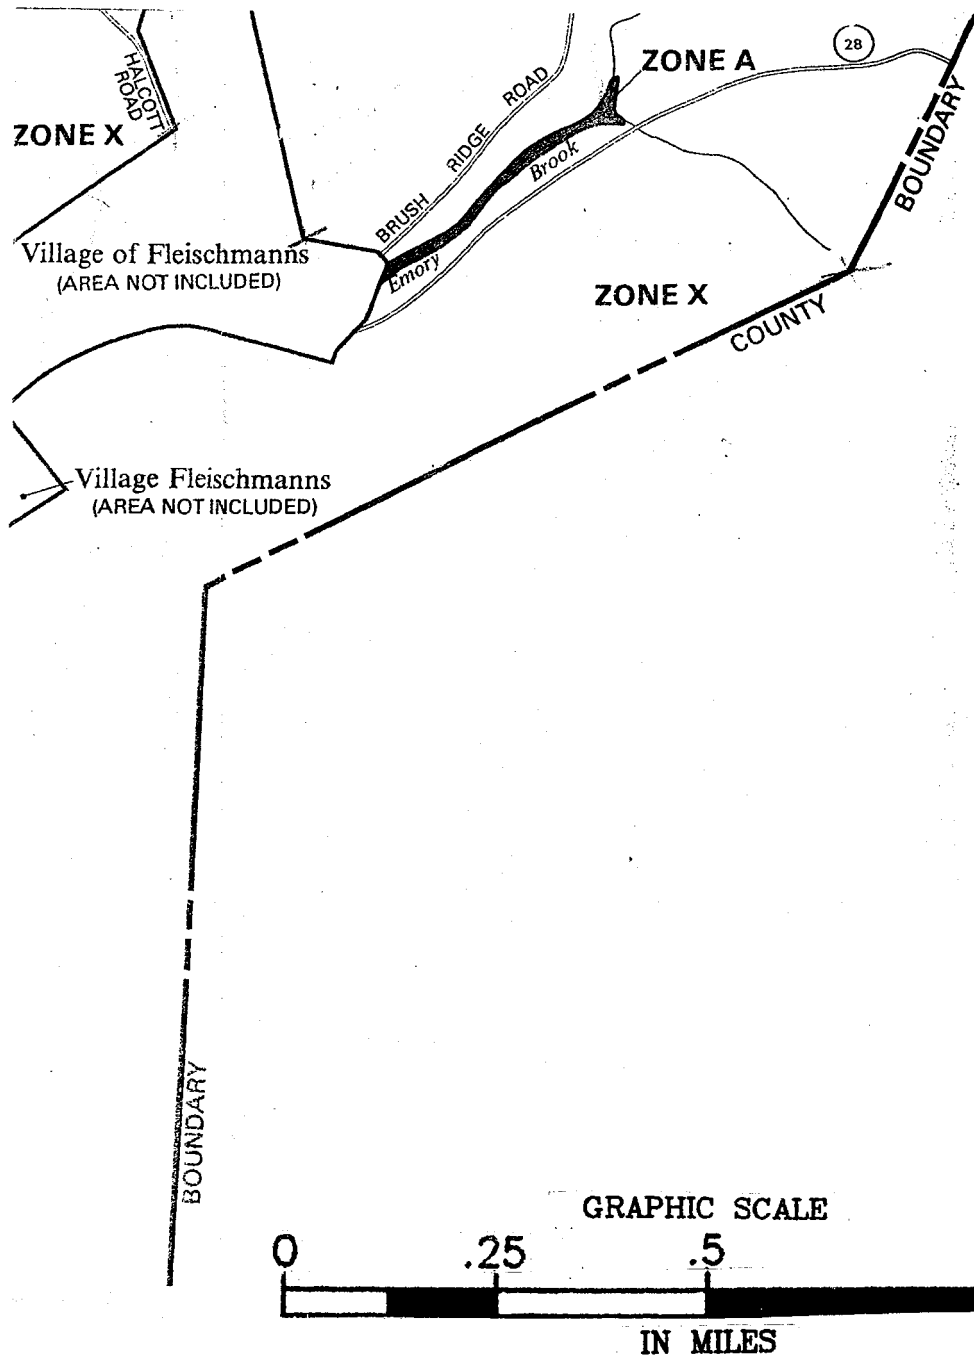 HALCOTT
ROAD
ZONE X
BRUSH RIDGE ROAD
ZONE A
28
BOUNDARY
Emory Brook
Village of Fleischmanns
(AREA NOT INCLUDED)
ZONE X
COUNTY
Village Fleischmanns
(AREA NOT INCLUDED)
BOUNDARY
GRAPHIC SCALE
0 .25 .5
IN MILES